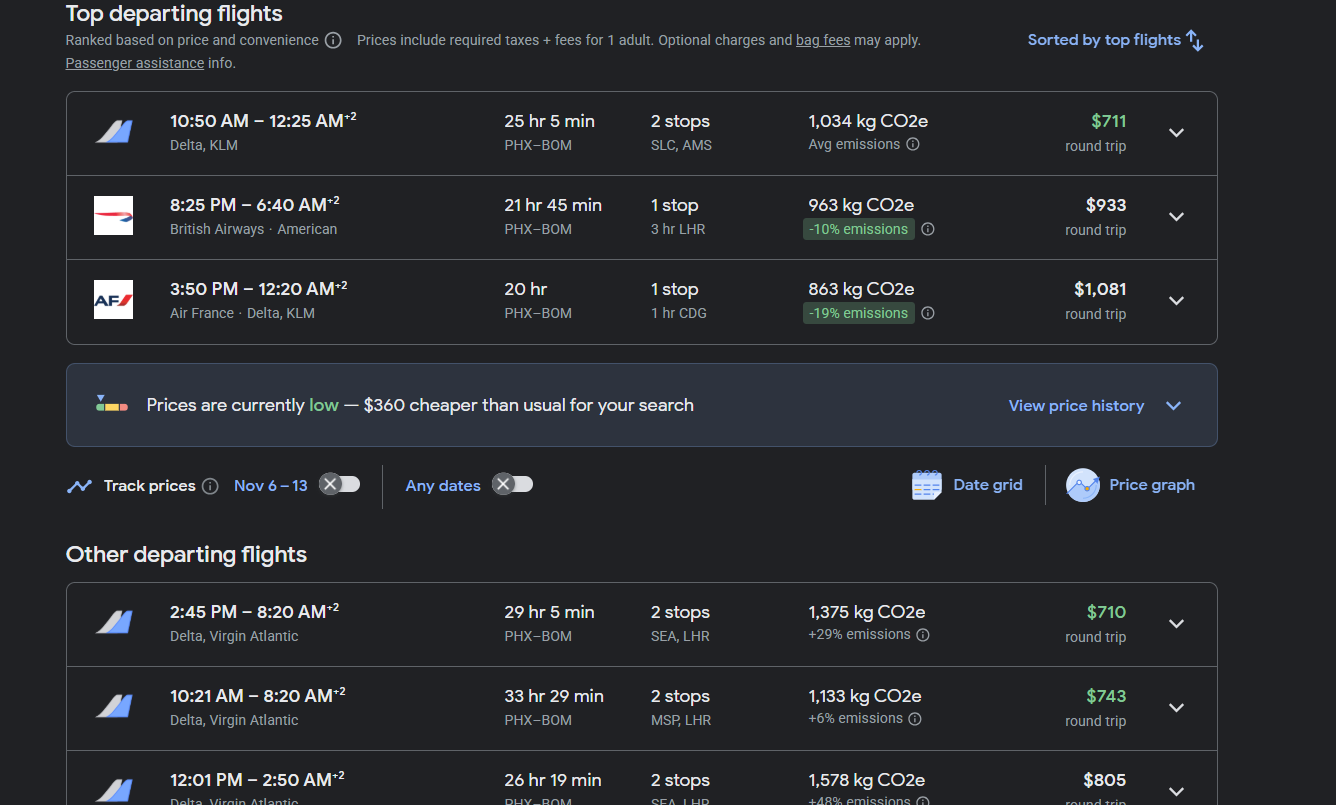 Top departing flights
Ranked based on price and convenience Prices include required taxes + fees for 1 adult. Optional charges and bag fees may apply.
Sorted by top flights
Passenger assistance info.
10:50 AM – 12:25 AM+2 25 hr 5 min 2 stops 1,034 kg CO2e $711
Delta, KLM PHX–BOM SLC, AMS Avg emissions round trip
8:25 PM – 6:40 AM+2 21 hr 45 min 1 stop 963 kg CO2e $933
British Airways · American PHX–BOM 3 hr LHR -10% emissions round trip
AF
3:50 PM – 12:20 AM+2 20 hr 1 stop 863 kg CO2e $1,081
Air France · Delta, KLM PHX–BOM 1 hr CDG -19% emissions round trip
Prices are currently low — $360 cheaper than usual for your search View price history
Track prices Nov 6 – 13 Any dates Date grid Price graph
Other departing flights
2:45 PM – 8:20 AM+2 29 hr 5 min 2 stops 1,375 kg CO2e $710
Delta, Virgin Atlantic PHX–BOM SEA, LHR +29% emissions round trip
10:21 AM – 8:20 AM+2 33 hr 29 min 2 stops 1,133 kg CO2e $743
Delta, Virgin Atlantic PHX–BOM MSP, LHR +6% emissions round trip
12:01 PM – 2:50 AM+2 26 hr 19 min 2 stops 1,578 kg CO2e $805
Delta, Virgin Atlantic PHX–BOM SEA, LHR +48% emissions round trip